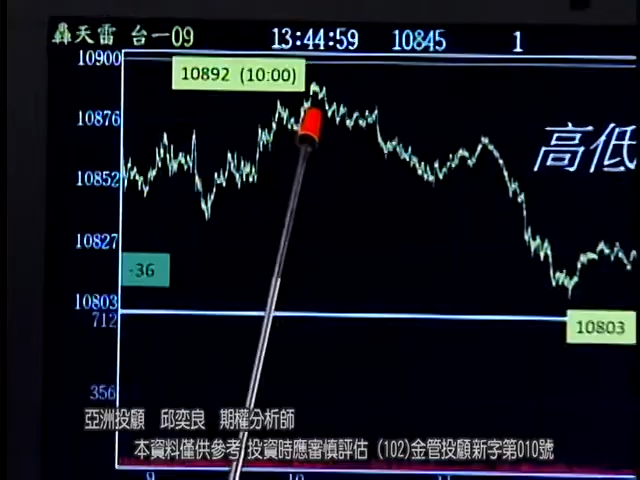 轟天雷 台一09 13:44:59 10845 1
10900
10892 (10:00)
10876
高低
10852
10827
-36
10803
10803
712
356
亞洲投顧 邱奕良 期權分析師
本資料僅供參考 投資時應審慎評估 (102)金管投顧新字第010號